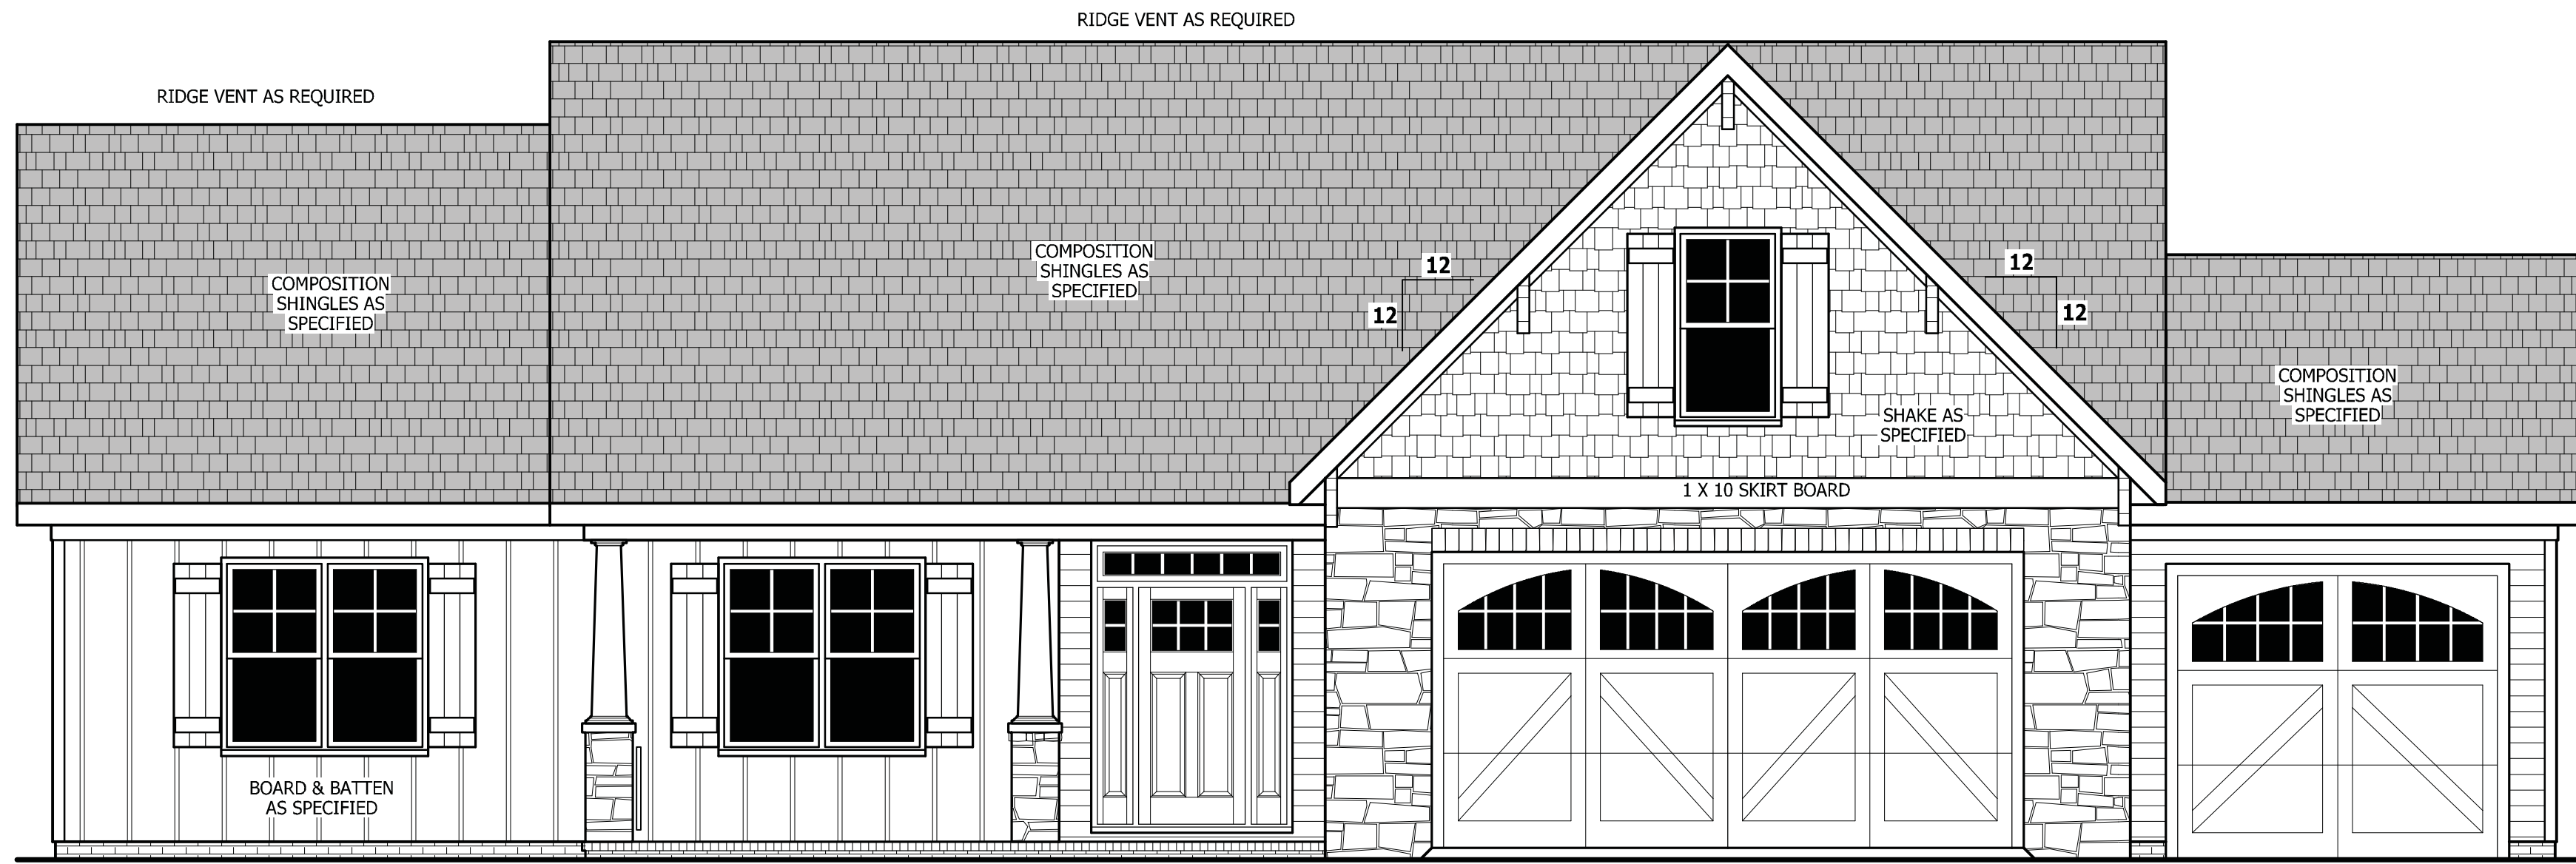 RIDGE VENT AS REQUIRED
RIDGE VENT AS REQUIRED
COMPOSITION
SHINGLES AS
SPECIFIED
COMPOSITION
SHINGLES AS
SPECIFIED
12
12
12
12
COMPOSITION
SHINGLES AS
SPECIFIED
SHAKE AS
SPECIFIED
1 X 10 SKIRT BOARD
BOARD & BATTEN
AS SPECIFIED